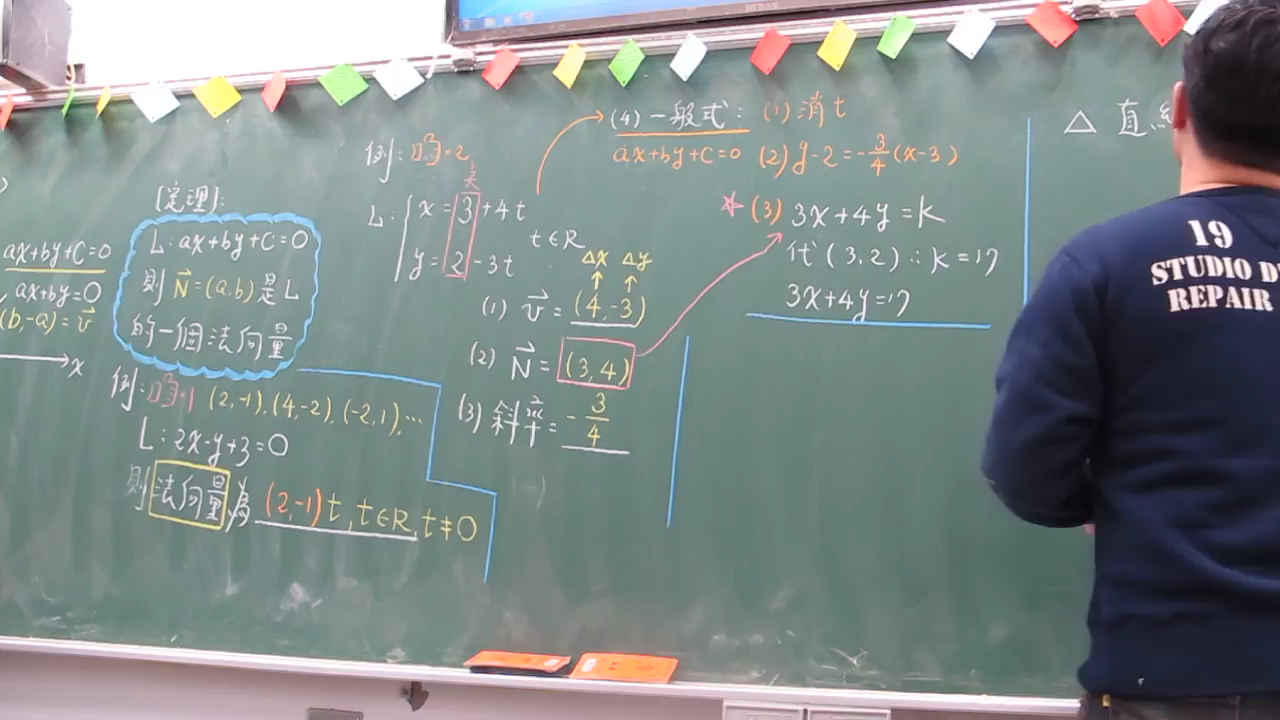 ax+by+C=0
ax+by=0
(b,-a)=v⃗
x
[定理]:
L:ax+by+C=0
則 N⃗=(a,b)是L
的一個法向量
例: 1 (2,-1),(4,-2),(-2,1),…
L:2x-y+3=0
則法向量為 (2,-1)t,t∈R,t≠0
例: 2
L:{x=3+4t
y=2-3t
t∈R
Δx Δy
(1) v⃗=(4,-3)
(2) N⃗=(3,4)
(3) 斜率=-3/4
(4)一般式: (1)消t
ax+by+C=0 (2)y-2=-3/4(x-3)
(3) 3x+4y=K
代(3,2)∴K=17
3x+4y=17
△ 直
19
STUDIO D
REPAIR